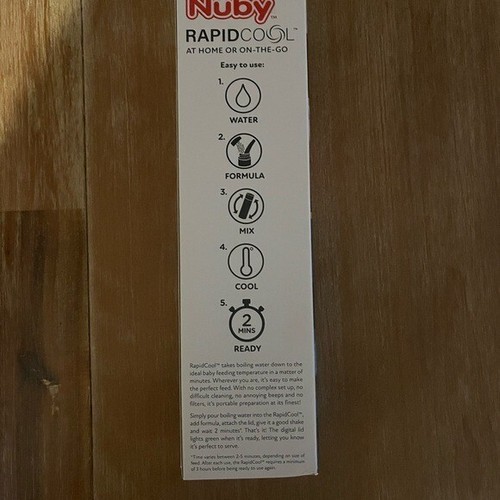 Nuby™
RAPIDCOOL™
AT HOME OR ON-THE-GO
Easy to use:
1.
WATER
2.
FORMULA
3.
MIX
4.
COOL
5.
2
MINS
READY
RapidCool™ takes boiling water down to the
ideal baby feeding temperature in a matter of
minutes. Wherever you are, it's easy to make
the perfect feed. With no complex set up, no
difficult cleaning, no annoying beeps and no
filters, it's portable preparation at its finest!
Simply pour boiling water into the RapidCool™,
add formula, attach the lid, give it a good shake
and wait 2 minutes*. That's it! The digital lid
lights green when it's ready, letting you know
it's perfect to serve.
*Time varies between 2-5 minutes, depending on size of
feed. After each use, the RapidCool™ requires a minimum
of 3 hours before being ready to use again.